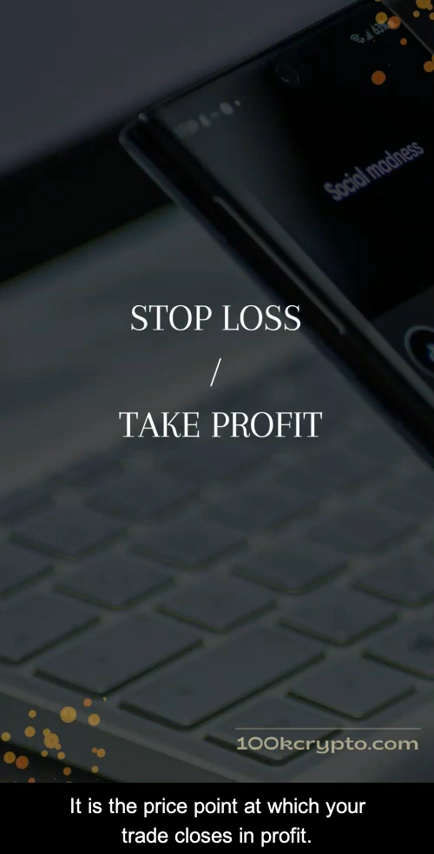 Social madness
STOP LOSS
/
TAKE PROFIT
100kcrypto.com
It is the price point at which your
trade closes in profit.